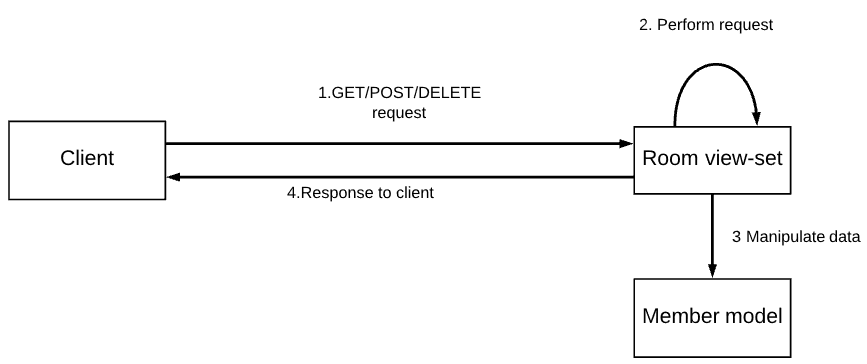 2. Perform request
1.GET/POST/DELETE
request
Client
Room view-set
4.Response to client
3 Manipulate data
Member model